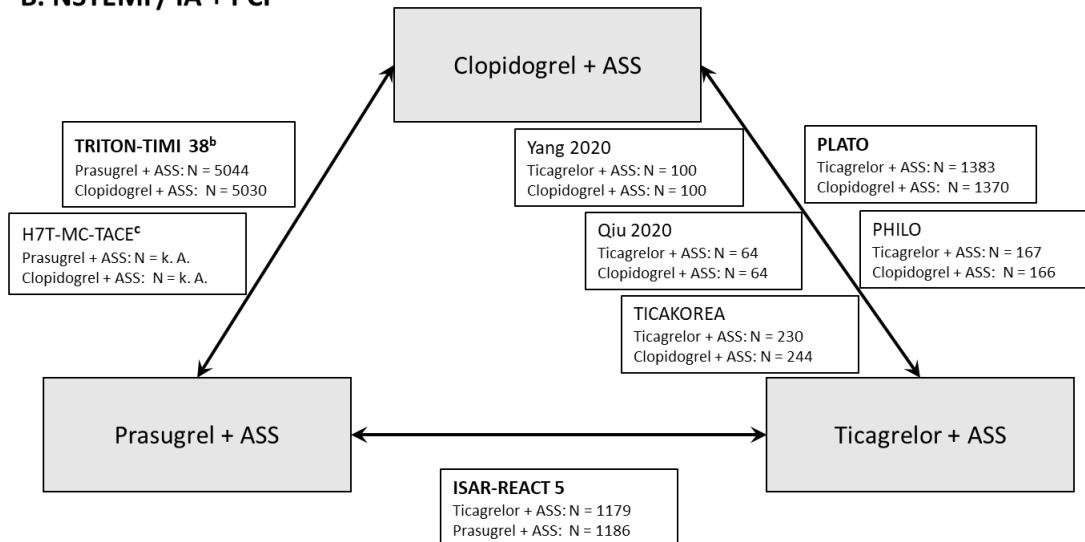 B. NSTEMI / IA + PCI
Clopidogrel + ASS
TRITON-TIMI 38b
Prasugrel + ASS: N = 5044
Clopidogrel + ASS: N = 5030
H7T-MC-TACEc
Prasugrel + ASS: N = k. A.
Clopidogrel + ASS: N = k. A.
Yang 2020
Ticagrelor + ASS: N = 100
Clopidogrel + ASS: N = 100
Qiu 2020
Ticagrelor + ASS: N = 64
Clopidogrel + ASS: N = 64
TICAKOREA
Ticagrelor + ASS: N = 230
Clopidogrel + ASS: N = 244
PLATO
Ticagrelor + ASS: N = 1383
Clopidogrel + ASS: N = 1370
PHILO
Ticagrelor + ASS: N = 167
Clopidogrel + ASS: N = 166
Prasugrel + ASS
Ticagrelor + ASS
ISAR-REACT 5
Ticagrelor + ASS: N = 1179
Prasugrel + ASS: N = 1186